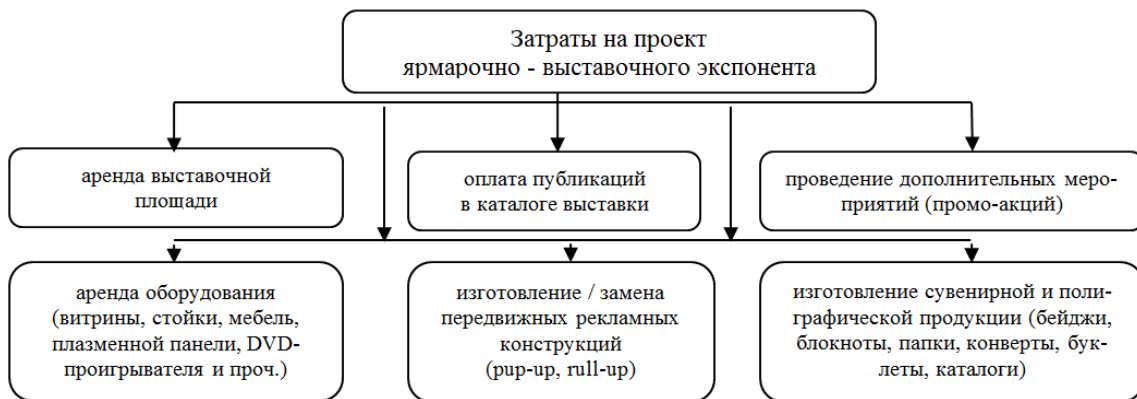 Затраты на проект
ярмарочно - выставочного экспонента
аренда выставочной
площади
оплата публикаций
в каталоге выставки
проведение дополнительных меро-
приятий (промо-акций)
аренда оборудования
(витрины, стойки, мебель,
плазменной панели, DVD-
проигрывателя и проч.)
изготовление / замена
передвижных рекламных
конструкций
(pup-up, rull-up)
изготовление сувенирной и поли-
графической продукции (бейджи,
блокноты, папки, конверты, бук-
леты, каталоги)